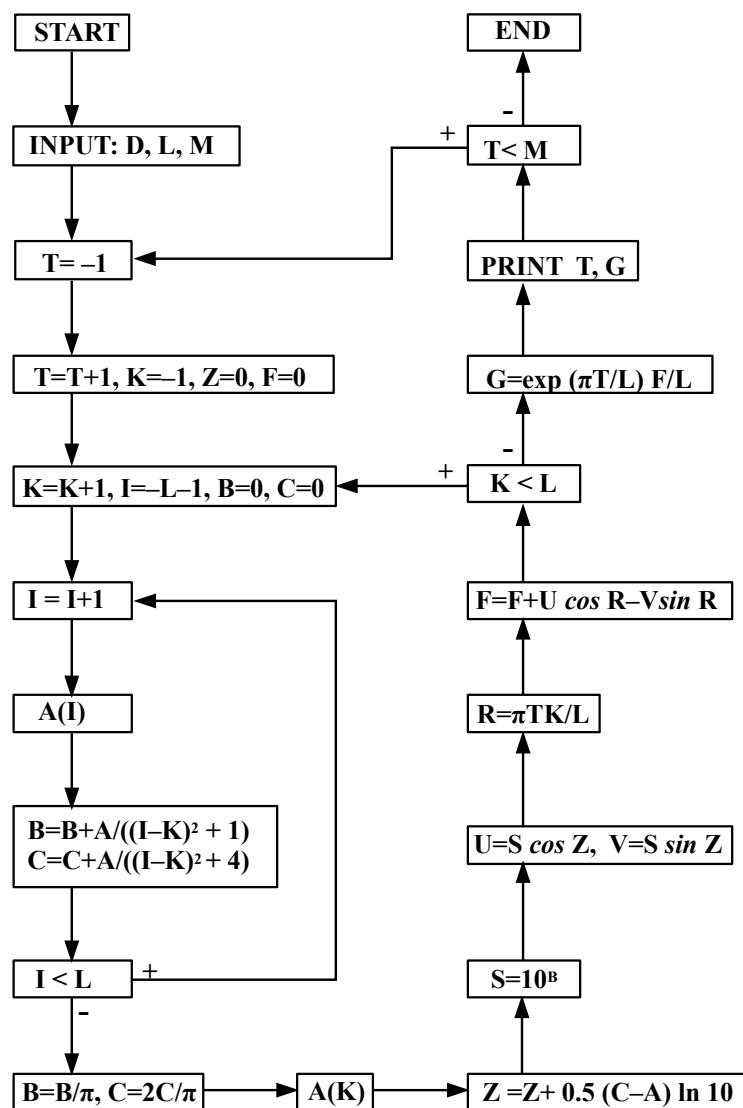 START
INPUT: D, L, M
T= –1
T=T+1, K=–1, Z=0, F=0
K=K+1, I=–L–1, B=0, C=0
I = I+1
A(I)
B=B+A/((I–K)² + 1)
C=C+A/((I–K)² + 4)
I < L
+
-
B=B/π, C=2C/π
A(K)
Z =Z+ 0.5 (C–A) ln 10
S=10ᴮ
U=S cos Z, V=S sin Z
R=πTK/L
F=F+U cos R–Vsin R
K < L
+
-
G=exp (πT/L) F/L
PRINT T, G
T< M
+
-
END